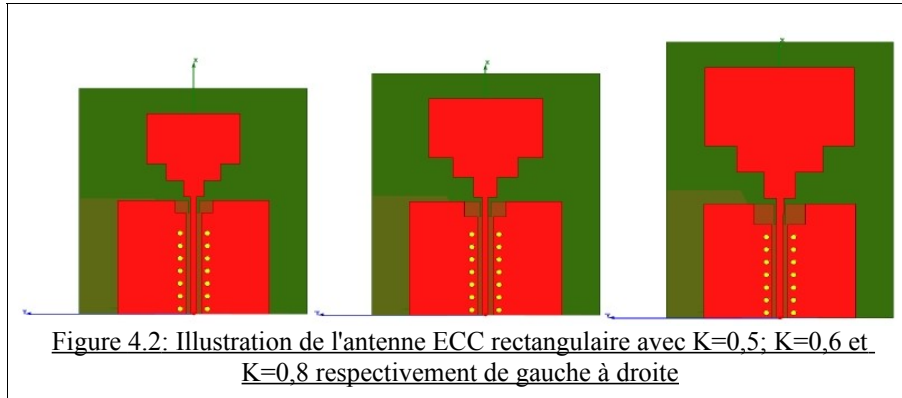 Figure 4.2: Illustration de l'antenne ECC rectangulaire avec K=0,5; K=0,6 et
K=0,8 respectivement de gauche à droite